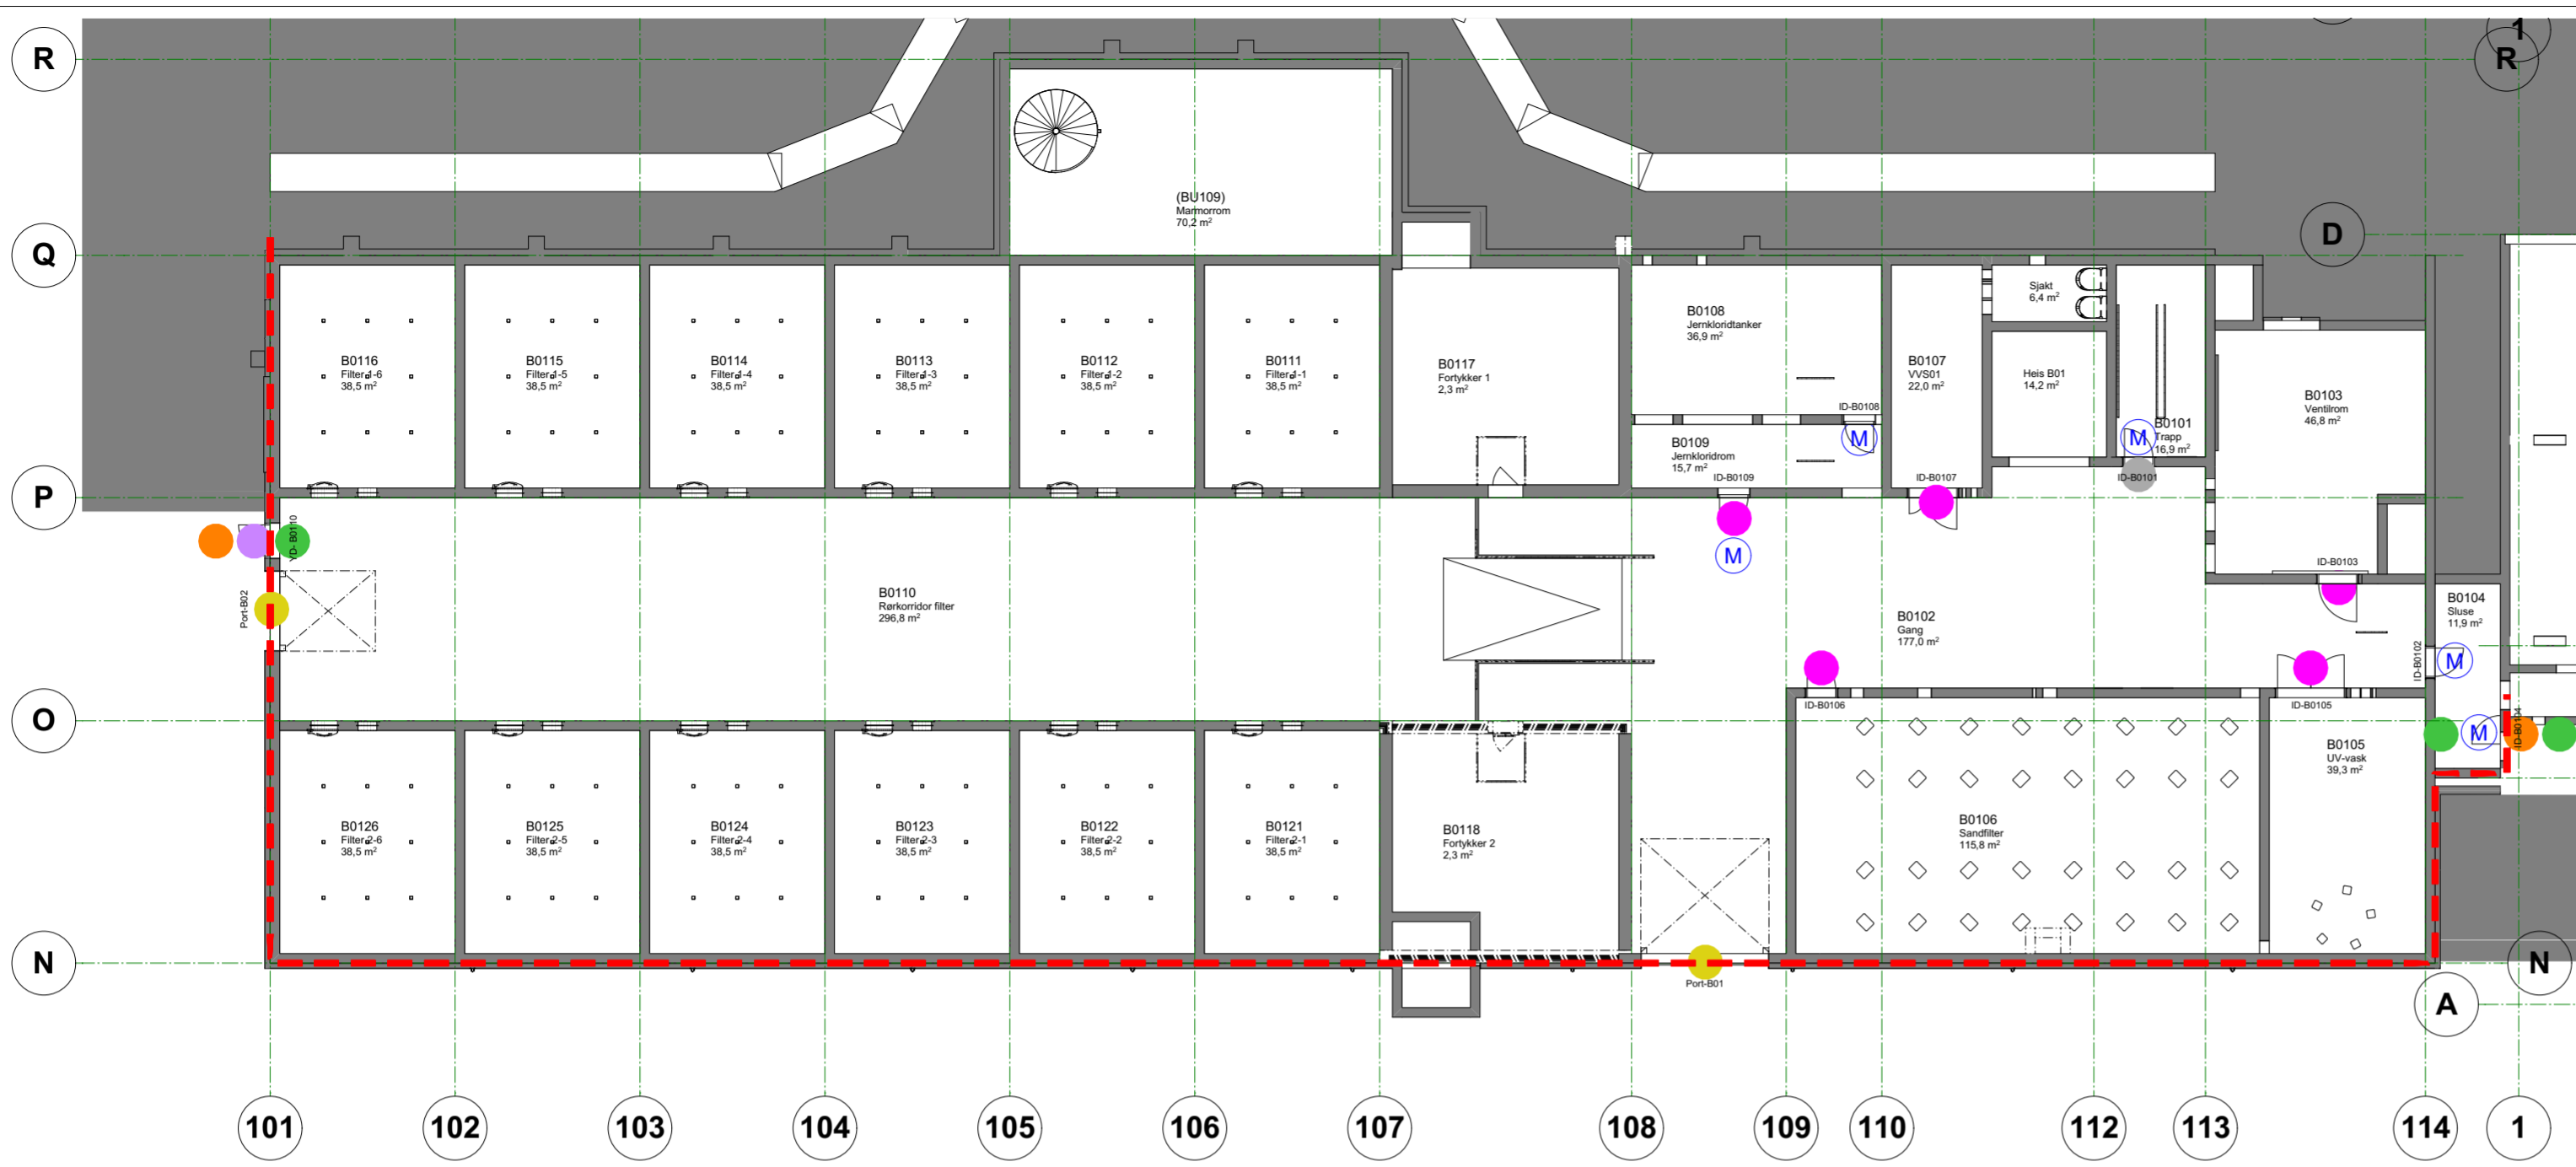 1
R
R
(BU109)
Marmorrom
70,2 m²
D
Q
Sjakt
6,4 m²
B0108
Jernkloridtanker
36,9 m²
B0116
Filter 1-6
38,5 m²
B0115
Filter 1-5
38,5 m²
B0114
Filter 1-4
38,5 m²
B0113
Filter 1-3
38,5 m²
B0112
Filter 1-2
38,5 m²
B0111
Filter 1-1
38,5 m²
B0117
Fortykker 1
2,3 m²
B0107
VVS01
22,0 m²
Heis B01
14,2 m²
B0103
Ventilrom
46,8 m²
ID-B0108
M
B0109
Jernkloridrom
15,7 m²
M
B0101
Trapp
16,9 m²
ID-B0109
ID-B0107
ID-B0101
P
YD- B0110
M
ID-B0103
Port-B02
B0110
Rørkorridor filter
296,8 m²
B0102
Gang
177,0 m²
B0104
Sluse
11,9 m²
ID-B0102
M
ID-B0106
ID-B0105
O
M
ID-B0104
B0105
UV-vask
39,3 m²
B0126
Filter 2-6
38,5 m²
B0125
Filter 2-5
38,5 m²
B0124
Filter 2-4
38,5 m²
B0123
Filter 2-3
38,5 m²
B0122
Filter 2-2
38,5 m²
B0121
Filter 2-1
38,5 m²
B0118
Fortykker 2
2,3 m²
B0106
Sandfilter
115,8 m²
N
N
Port-B01
A
101
102
103
104
105
106
107
108
109
110
112
113
114
1